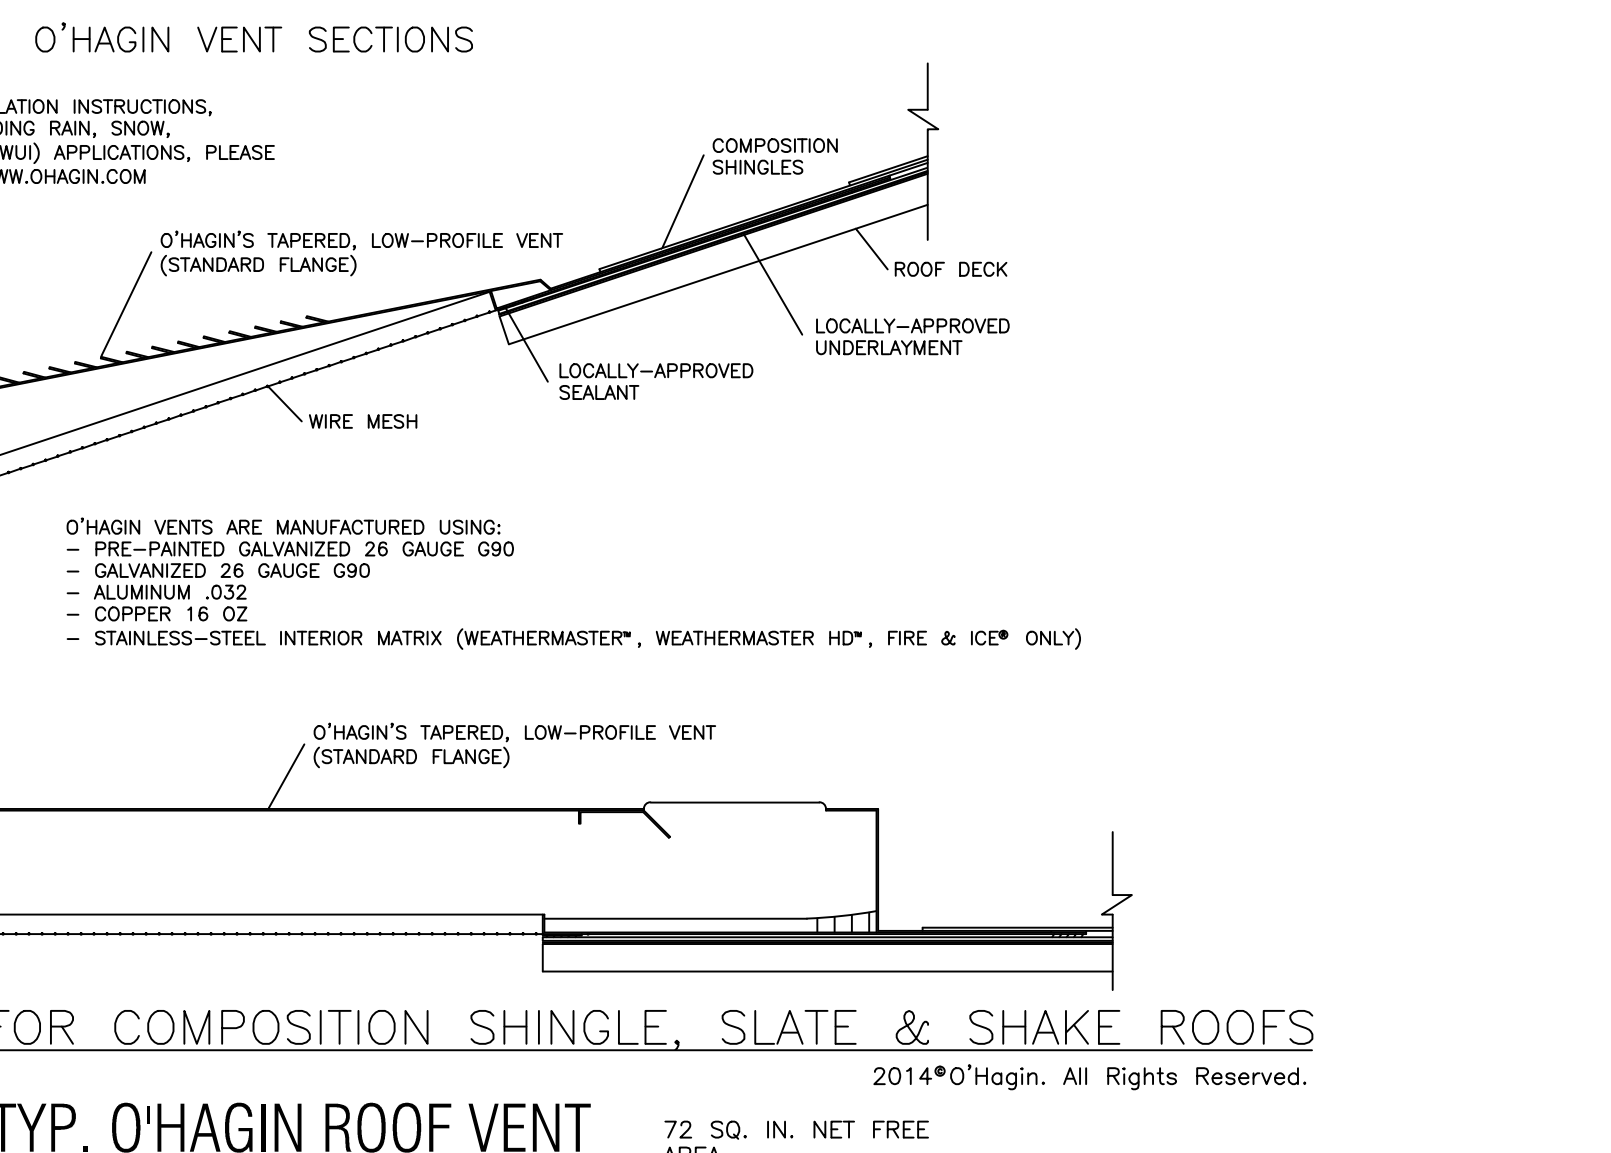 O'HAGIN VENT SECTIONS
LATION INSTRUCTIONS,
DING RAIN, SNOW,
WUI) APPLICATIONS, PLEASE
WW.OHAGIN.COM
COMPOSITION
SHINGLES
O'HAGIN'S TAPERED, LOW-PROFILE VENT
(STANDARD FLANGE)
ROOF DECK
LOCALLY-APPROVED
UNDERLAYMENT
LOCALLY-APPROVED
SEALANT
WIRE MESH
O'HAGIN VENTS ARE MANUFACTURED USING:
- PRE-PAINTED GALVANIZED 26 GAUGE G90
- GALVANIZED 26 GAUGE G90
- ALUMINUM .032
- COPPER 16 OZ
- STAINLESS-STEEL INTERIOR MATRIX (WEATHERMASTER™, WEATHERMASTER HD™, FIRE & ICE® ONLY)
O'HAGIN'S TAPERED, LOW-PROFILE VENT
(STANDARD FLANGE)
FOR COMPOSITION SHINGLE, SLATE & SHAKE ROOFS
2014©O'Hagin. All Rights Reserved.
TYP. O'HAGIN ROOF VENT
72 SQ. IN. NET FREE
AREA